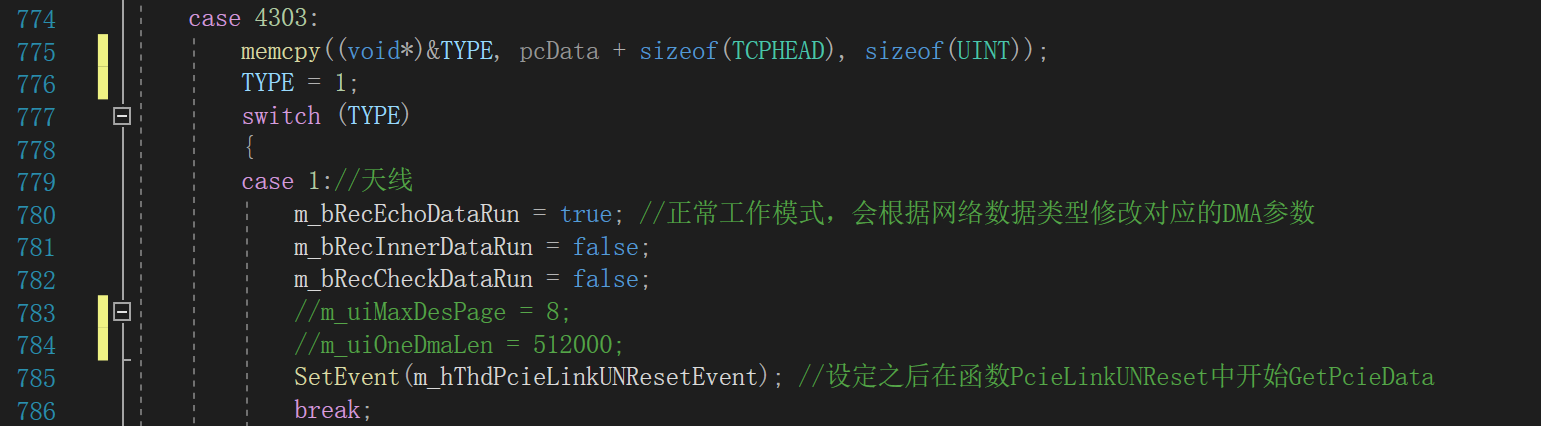 774 case 4303:
775 memcpy((void*)&TYPE, pcData + sizeof(TCPHEAD), sizeof(UINT));
776 TYPE = 1;
777 switch (TYPE)
778 {
779 case 1://天线
780 m_bRecEchoDataRun = true; //正常工作模式，会根据网络数据类型修改对应的DMA参数
781 m_bRecInnerDataRun = false;
782 m_bRecCheckDataRun = false;
783 //m_uiMaxDesPage = 8;
784 //m_uiOneDmaLen = 512000;
785 SetEvent(m_hThdPcieLinkUNResetEvent); //设定之后在函数PcieLinkUNReset中开始GetPcieData
786 break;